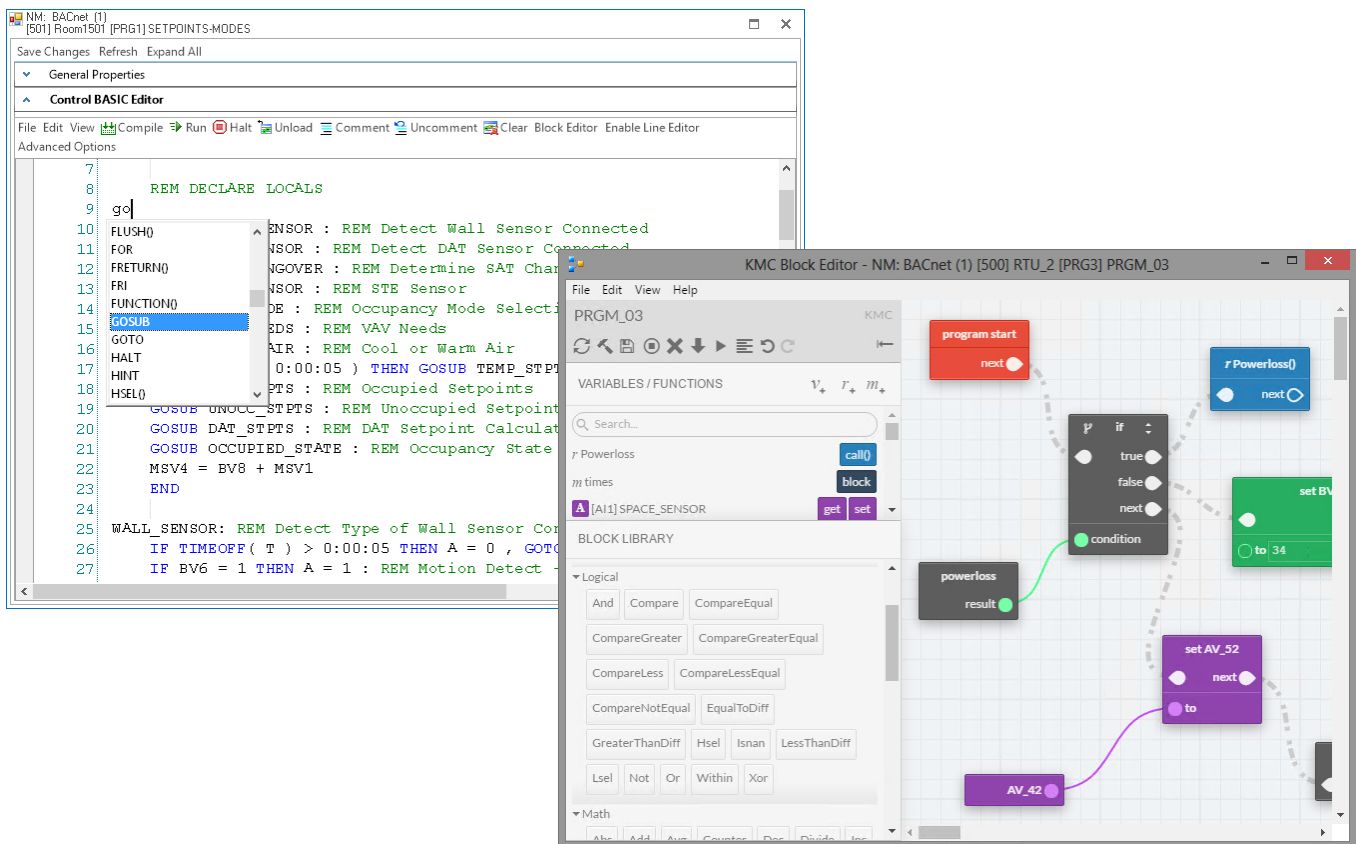 NM: BACnet (1)
[501] Room1501 [PRG1] SETPOINTS-MODES
Save Changes Refresh Expand All
General Properties
Control BASIC Editor
File Edit View Compile Run Halt Unload Comment Uncomment Clear Block Editor Enable Line Editor
Advanced Options
7
8 REM DECLARE LOCALS
9 go
10 ENSOR : REM Detect Wall Sensor Connected
11 NSOR : REM Detect DAT Sensor Connected
12 NGOVER : REM Determine SAT Chan
13 NSOR : REM STE Sensor
14 DE : REM Occupancy Mode Selecti
15 EDS : REM VAV Needs
16 AIR : REM Cool or Warm Air
17 0:00:05 ) THEN GOSUB TEMP_STPT
18 PTS : REM Occupied Setpoints
19 GOSUB UNOCC_STPTS : REM Unoccupied Setpoint
20 GOSUB DAT_STPTS : REM DAT Setpoint Calculat
21 GOSUB OCCUPIED_STATE : REM Occupancy State
22 MSV4 = BV8 + MSV1
23 END
24
25 WALL_SENSOR: REM Detect Type of Wall Sensor Con
26 IF TIMEOFF( T ) > 0:00:05 THEN A = 0 , GOTO
27 IF BV6 = 1 THEN A = 1 : REM Motion Detect -
FLUSH()
FOR
FRETURN()
FRI
FUNCTION()
GOSUB
GOTO
HALT
HINT
HSEL()
KMC Block Editor - NM: BACnet (1) [500] RTU_2 [PRG3] PRGM_03
File Edit View Help
PRGM_03 KMC
VARIABLES / FUNCTIONS v+ r+ m+
Search...
r Powerloss call()
m times block
A [AI1] SPACE_SENSOR get set
BLOCK LIBRARY
Logical
And Compare CompareEqual
CompareGreater CompareGreaterEqual
CompareLess CompareLessEqual
CompareNotEqual EqualToDiff
GreaterThanDiff Hsel Isnan LessThanDiff
Lsel Not Or Within Xor
Math
Abs Add Avg Counter Dec Divide Inc
program start
next
r Powerloss()
next
if
true
false
next
condition
set BV
to 34
powerloss
result
set AV_52
next
to
AV_42